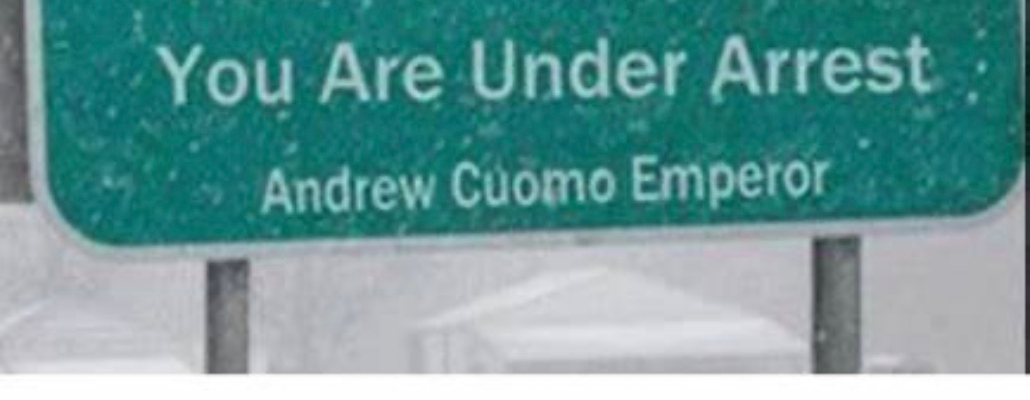 You Are Under Arrest
Andrew Cuomo Emperor